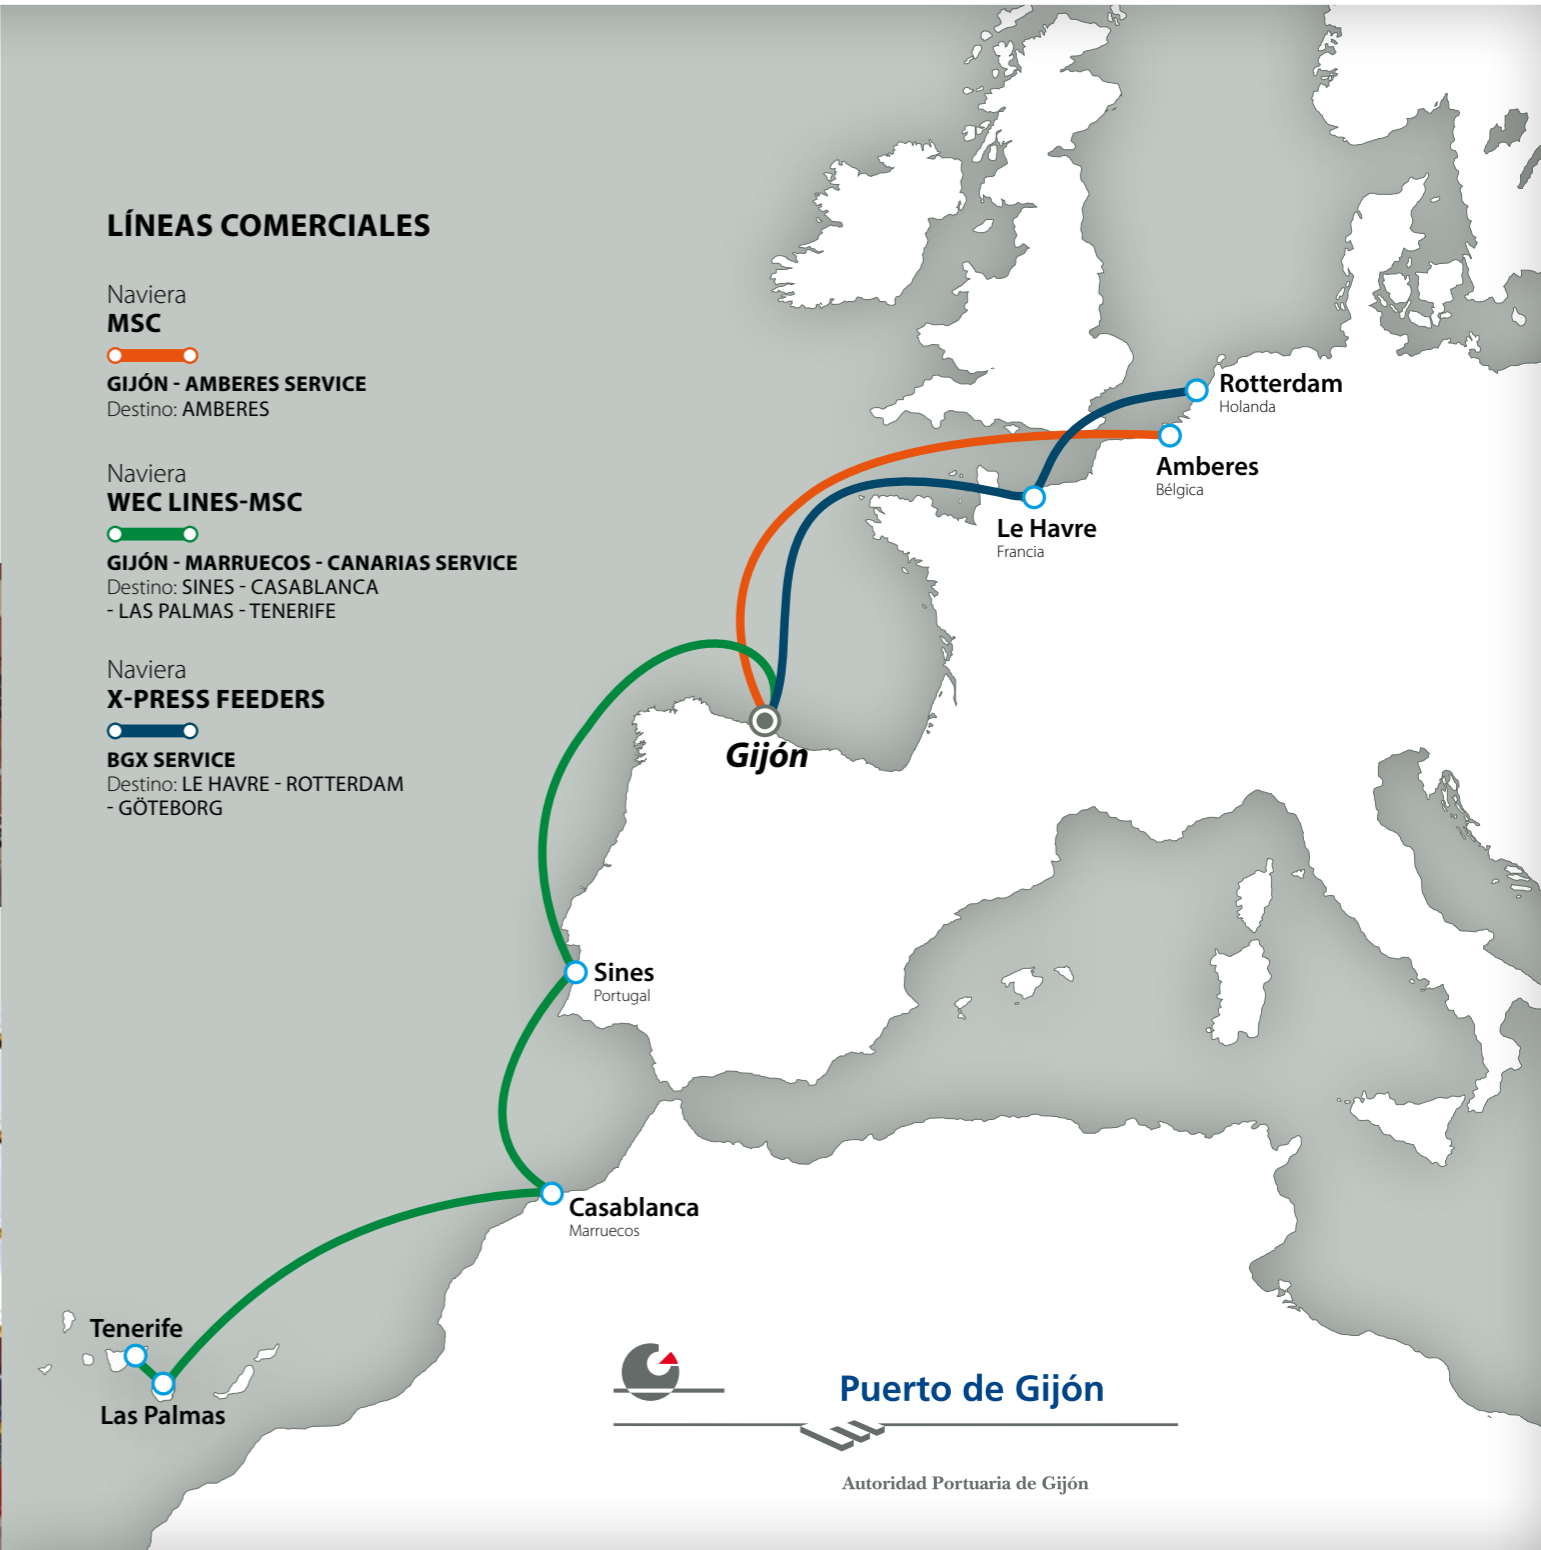 LÍNEAS COMERCIALES
Naviera
MSC
GIJÓN - AMBERES SERVICE
Destino: AMBERES
Naviera
WEC LINES-MSC
GIJÓN - MARRUECOS - CANARIAS SERVICE
Destino: SINES - CASABLANCA
- LAS PALMAS - TENERIFE
Naviera
X-PRESS FEEDERS
BGX SERVICE
Destino: LE HAVRE - ROTTERDAM
- GÖTEBORG
Rotterdam
Holanda
Amberes
Bélgica
Le Havre
Francia
Gijón
Sines
Portugal
Casablanca
Marruecos
Tenerife
Las Palmas
Puerto de Gijón
Autoridad Portuaria de Gijón